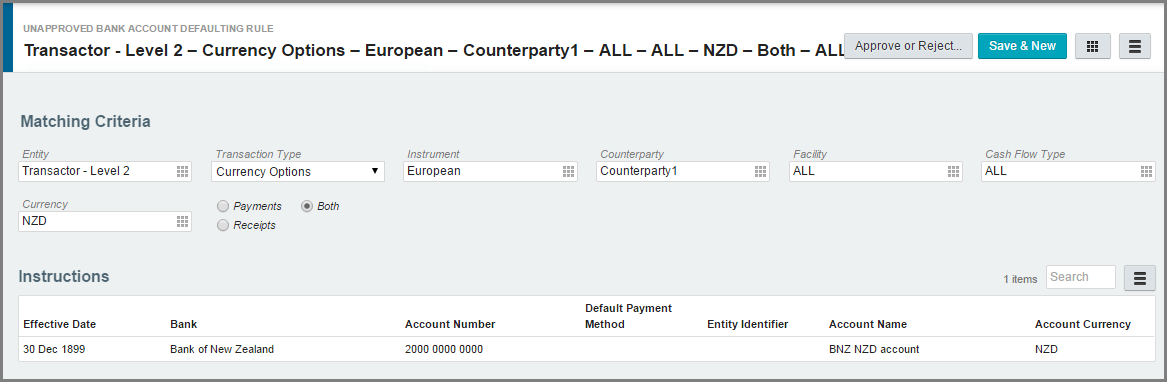 UNAPPROVED BANK ACCOUNT DEFAULTING RULE
Transactor - Level 2 – Currency Options – European – Counterparty1 – ALL – ALL – NZD – Both – ALL
Approve or Reject...
Save & New
Matching Criteria
Entity Transaction Type Instrument Counterparty Facility Cash Flow Type
Transactor - Level 2 Currency Options European Counterparty1 ALL ALL
Currency
NZD
Payments Both
Receipts
Instructions
1 items
Search
Effective Date Bank Account Number Default Payment Method Entity Identifier Account Name Account Currency
30 Dec 1899 Bank of New Zealand 2000 0000 0000 BNZ NZD account NZD